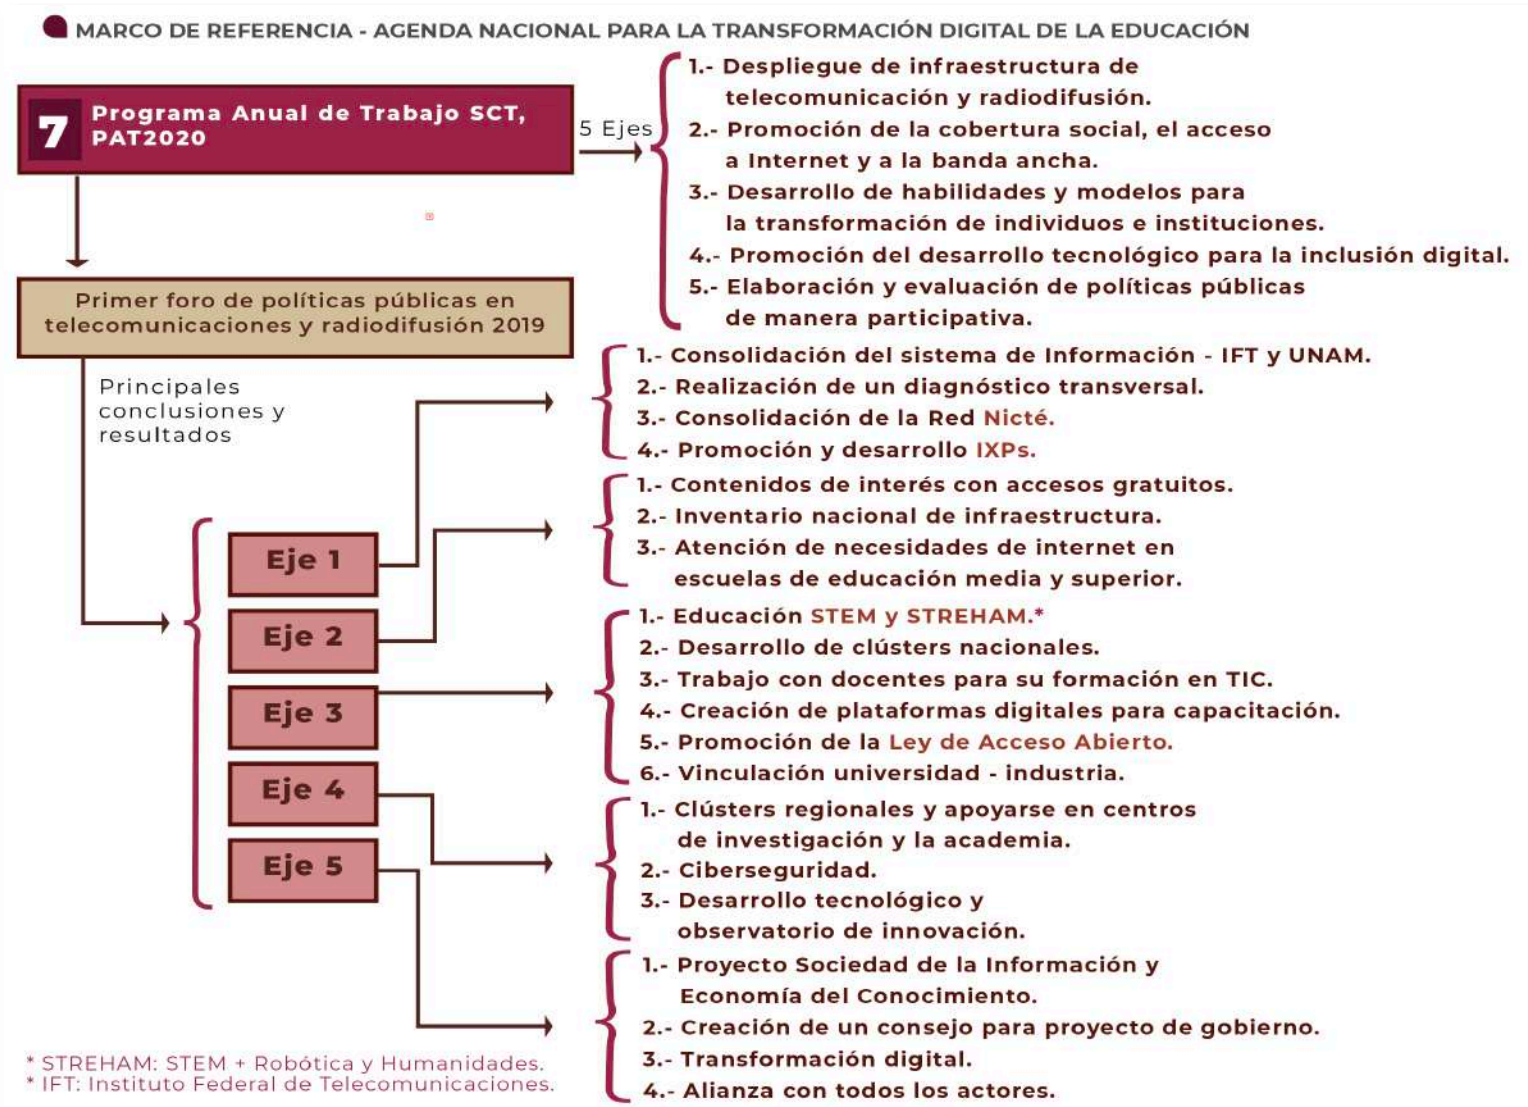 MARCO DE REFERENCIA - AGENDA NACIONAL PARA LA TRANSFORMACIÓN DIGITAL DE LA EDUCACIÓN
7
Programa Anual de Trabajo SCT,
PAT2020
5 Ejes
1.- Despliegue de infraestructura de
telecomunicación y radiodifusión.
2.- Promoción de la cobertura social, el acceso
a Internet y a la banda ancha.
3.- Desarrollo de habilidades y modelos para
la transformación de individuos e instituciones.
4.- Promoción del desarrollo tecnológico para la inclusión digital.
5.- Elaboración y evaluación de políticas públicas
de manera participativa.
Primer foro de políticas públicas en
telecomunicaciones y radiodifusión 2019
Principales
conclusiones y
resultados
Eje 1
1.- Consolidación del sistema de Información - IFT y UNAM.
2.- Realización de un diagnóstico transversal.
3.- Consolidación de la Red Nicté.
4.- Promoción y desarrollo IXPs.
Eje 2
1.- Contenidos de interés con accesos gratuitos.
2.- Inventario nacional de infraestructura.
3.- Atención de necesidades de internet en
escuelas de educación media y superior.
Eje 3
1.- Educación STEM y STREHAM.*
2.- Desarrollo de clústers nacionales.
3.- Trabajo con docentes para su formación en TIC.
4.- Creación de plataformas digitales para capacitación.
5.- Promoción de la Ley de Acceso Abierto.
6.- Vinculación universidad - industria.
Eje 4
1.- Clústers regionales y apoyarse en centros
de investigación y la academia.
2.- Ciberseguridad.
3.- Desarrollo tecnológico y
observatorio de innovación.
Eje 5
1.- Proyecto Sociedad de la Información y
Economía del Conocimiento.
2.- Creación de un consejo para proyecto de gobierno.
3.- Transformación digital.
4.- Alianza con todos los actores.
* STREHAM: STEM + Robótica y Humanidades.
* IFT: Instituto Federal de Telecomunicaciones.